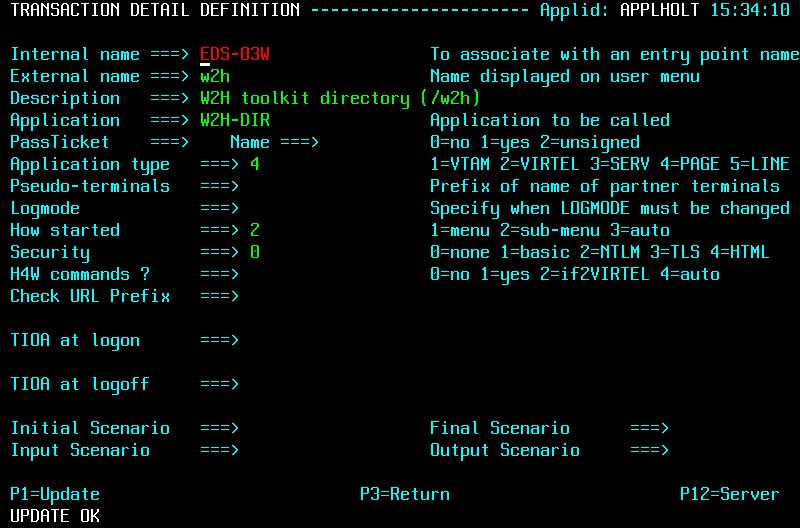 TRANSACTION DETAIL DEFINITION ---------------------- Applid: APPLHOLT 15:34:10
Internal name ===> EDS-03W To associate with an entry point name
External name ===> w2h Name displayed on user menu
Description ===> W2H toolkit directory (/w2h)
Application ===> W2H-DIR Application to be called
PassTicket ===> Name ===> 0=no 1=yes 2=unsigned
Application type ===> 4 1=VTAM 2=VIRTEL 3=SERV 4=PAGE 5=LINE
Pseudo-terminals ===> Prefix of name of partner terminals
Logmode ===> Specify when LOGMODE must be changed
How started ===> 2 1=menu 2=sub-menu 3=auto
Security ===> 0 0=none 1=basic 2=NTLM 3=TLS 4=HTML
H4W commands ? ===> 0=no 1=yes 2=if2VIRTEL 4=auto
Check URL Prefix ===>
TIOA at logon ===>
TIOA at logoff ===>
Initial Scenario ===> Final Scenario ===>
Input Scenario ===> Output Scenario ===>
P1=Update P3=Return P12=Server
UPDATE OK